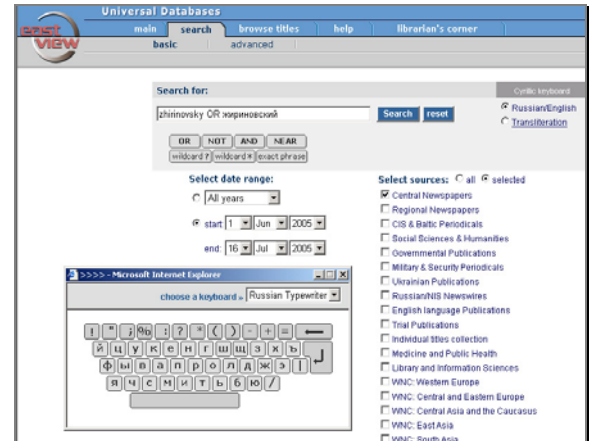 Universal Databases
east view
main search browse titles help librarian's corner
basic advanced
Search for:
Cyrillic keyboard
zhirinovsky OR жириновский
Search reset
Russian/English
Transliteration
OR NOT AND NEAR
wildcard ? wildcard * exact phrase
Select date range:
All years
start: 1 Jun 2005
end: 16 Jul 2005
Select sources: all selected
Central Newspapers
Regional Newspapers
CIS & Baltic Periodicals
Social Sciences & Humanities
Governmental Publications
Military & Security Periodicals
Ukrainian Publications
Russian/NIS Newswires
English language Publications
Trial Publications
Individual titles collection
Medicine and Public Health
Library and Information Sciences
WNC: Western Europe
WNC: Central and Eastern Europe
WNC: Central Asia and the Caucasus
WNC: East Asia
WNC: South Asia
>>>> - Microsoft Internet Explorer
choose a keyboard » Russian Typewriter
! " ; % : ? * ( ) - + =
й ц у к е н г ш щ з х ъ
ф ы в а п р о л д ж э |
я ч с м и т ь б ю /